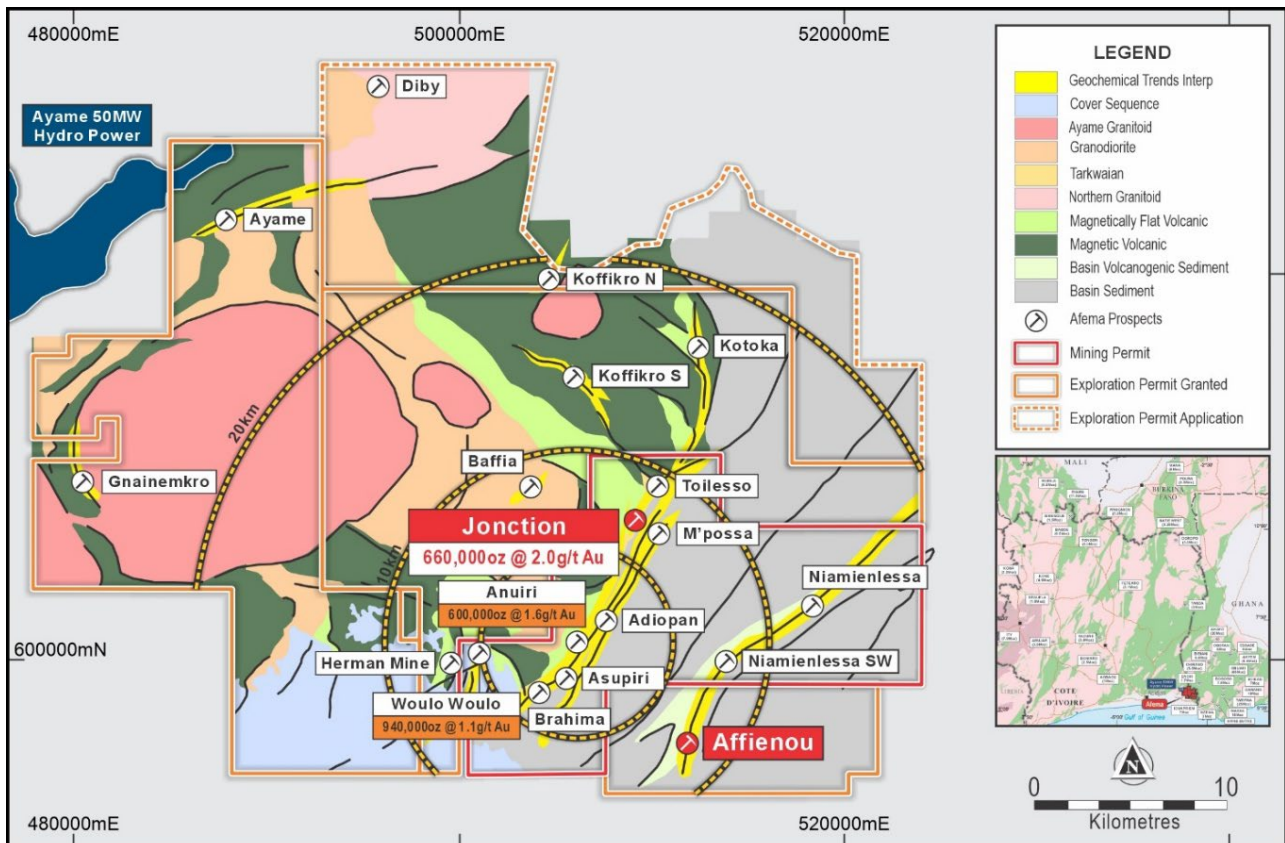 480000mE
500000mE
520000mE
Ayame 50MW
Hydro Power
Diby
Ayame
Koffikro N
Kotoka
Koffikro S
20km
Gnainemkro
Baffia
Toilesso
Jonction
660,000oz @ 2.0g/t Au
M'possa
10km
Anuiri
600,000oz @ 1.6g/t Au
Niamienlessa
Adiopan
600000mN
Herman Mine
Niamienlessa SW
Asupiri
Woulo Woulo
940,000oz @ 1.1g/t Au
Brahima
Affienou
480000mE
520000mE
LEGEND
Geochemical Trends Interp
Cover Sequence
Ayame Granitoid
Granodiorite
Tarkwaian
Northern Granitoid
Magnetically Flat Volcanic
Magnetic Volcanic
Basin Volcanogenic Sediment
Basin Sediment
Afema Prospects
Mining Permit
Exploration Permit Granted
Exploration Permit Application
MALI
BURKINA
FASO
GHANA
COTE
D'IVOIRE
Afema
Gulf of Guinea
N
0
10
Kilometres